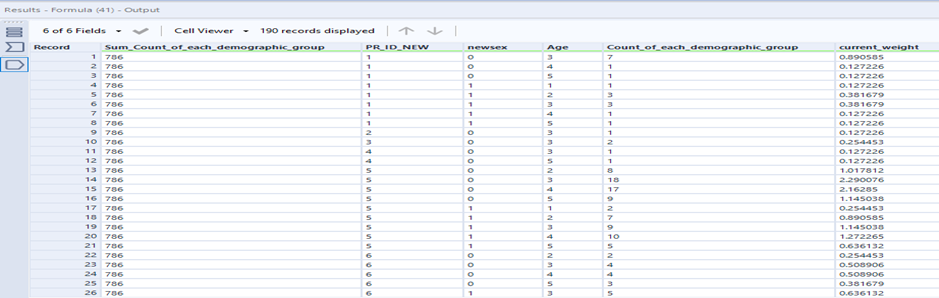 Results - Formula (41) - Output
6 of 6 Fields Cell Viewer 190 records displayed
Record Sum_Count_of_each_demographic_group PR_ID_NEW newsex Age Count_of_each_demographic_group current_weight
1 786 1 0 3 7 0.890585
2 786 1 0 4 1 0.127226
3 786 1 0 5 1 0.127226
4 786 1 1 1 1 0.127226
5 786 1 1 2 3 0.381679
6 786 1 1 3 3 0.381679
7 786 1 1 4 1 0.127226
8 786 1 1 5 1 0.127226
9 786 2 0 3 1 0.127226
10 786 3 0 3 2 0.254453
11 786 4 0 3 1 0.127226
12 786 4 0 5 1 0.127226
13 786 5 0 2 8 1.017812
14 786 5 0 3 18 2.290076
15 786 5 0 4 17 2.16285
16 786 5 0 5 9 1.145038
17 786 5 1 1 2 0.254453
18 786 5 1 2 7 0.890585
19 786 5 1 3 9 1.145038
20 786 5 1 4 10 1.272265
21 786 5 1 5 5 0.636132
22 786 6 0 2 2 0.254453
23 786 6 0 3 4 0.508906
24 786 6 0 4 4 0.508906
25 786 6 0 5 3 0.381679
26 786 6 1 3 5 0.636132